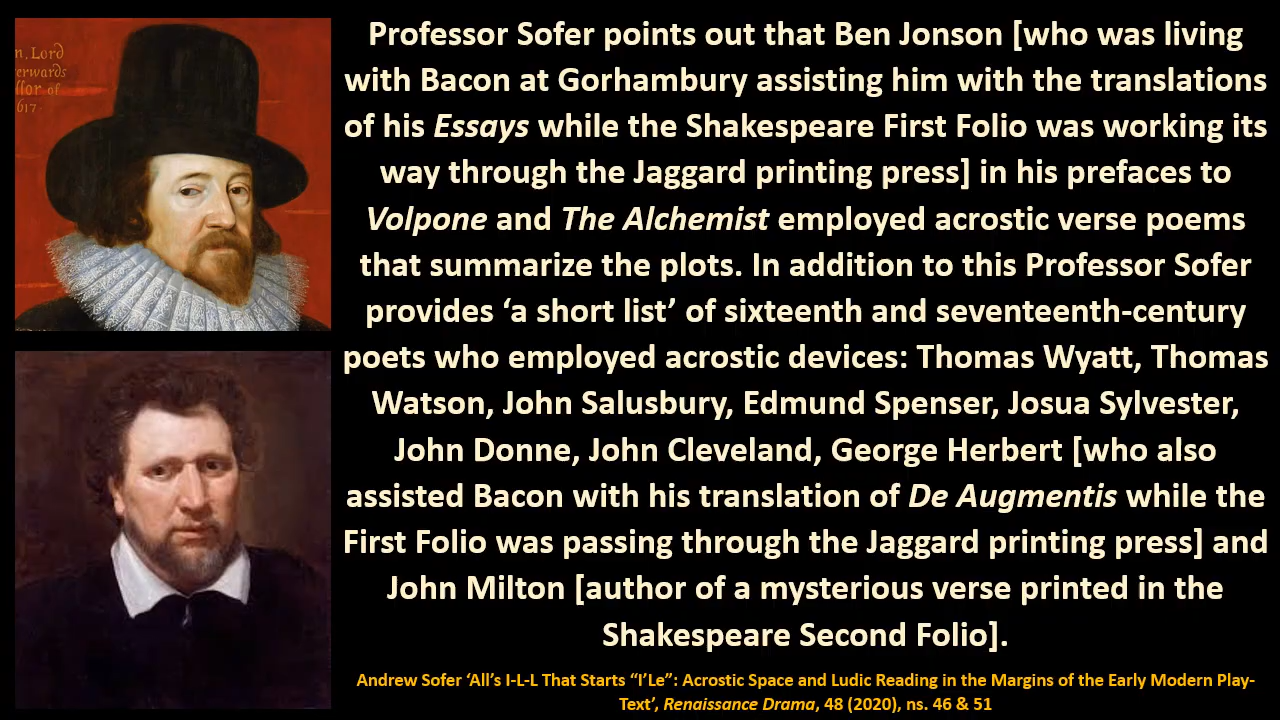 n. Lord
erwards
llor of
617·
Professor Sofer points out that Ben Jonson [who was living
with Bacon at Gorhambury assisting him with the translations
of his Essays while the Shakespeare First Folio was working its
way through the Jaggard printing press] in his prefaces to
Volpone and The Alchemist employed acrostic verse poems
that summarize the plots. In addition to this Professor Sofer
provides ‘a short list’ of sixteenth and seventeenth-century
poets who employed acrostic devices: Thomas Wyatt, Thomas
Watson, John Salusbury, Edmund Spenser, Josua Sylvester,
John Donne, John Cleveland, George Herbert [who also
assisted Bacon with his translation of De Augmentis while the
First Folio was passing through the Jaggard printing press] and
John Milton [author of a mysterious verse printed in the
Shakespeare Second Folio].
Andrew Sofer ‘All’s I-L-L That Starts “I’Le”: Acrostic Space and Ludic Reading in the Margins of the Early Modern Play-
Text’, Renaissance Drama, 48 (2020), ns. 46 & 51